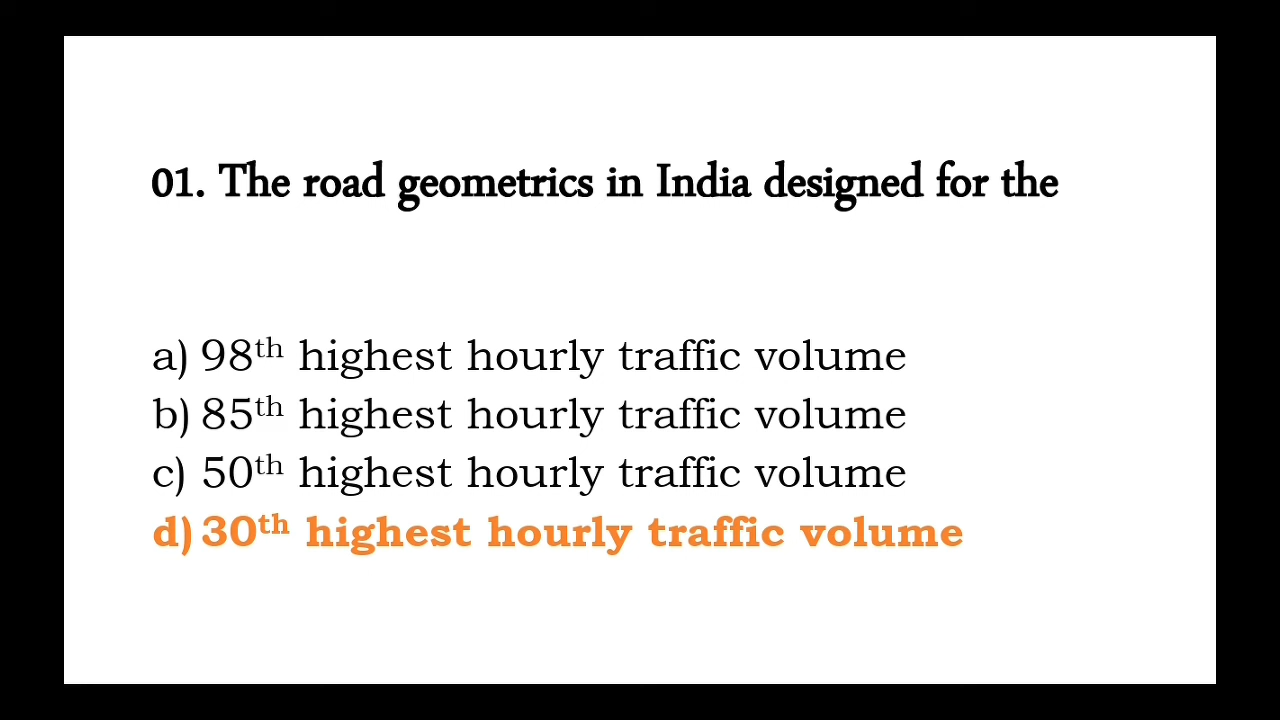 01. The road geometrics in India designed for the
a) 98th highest hourly traffic volume
b) 85th highest hourly traffic volume
c) 50th highest hourly traffic volume
d) 30th highest hourly traffic volume